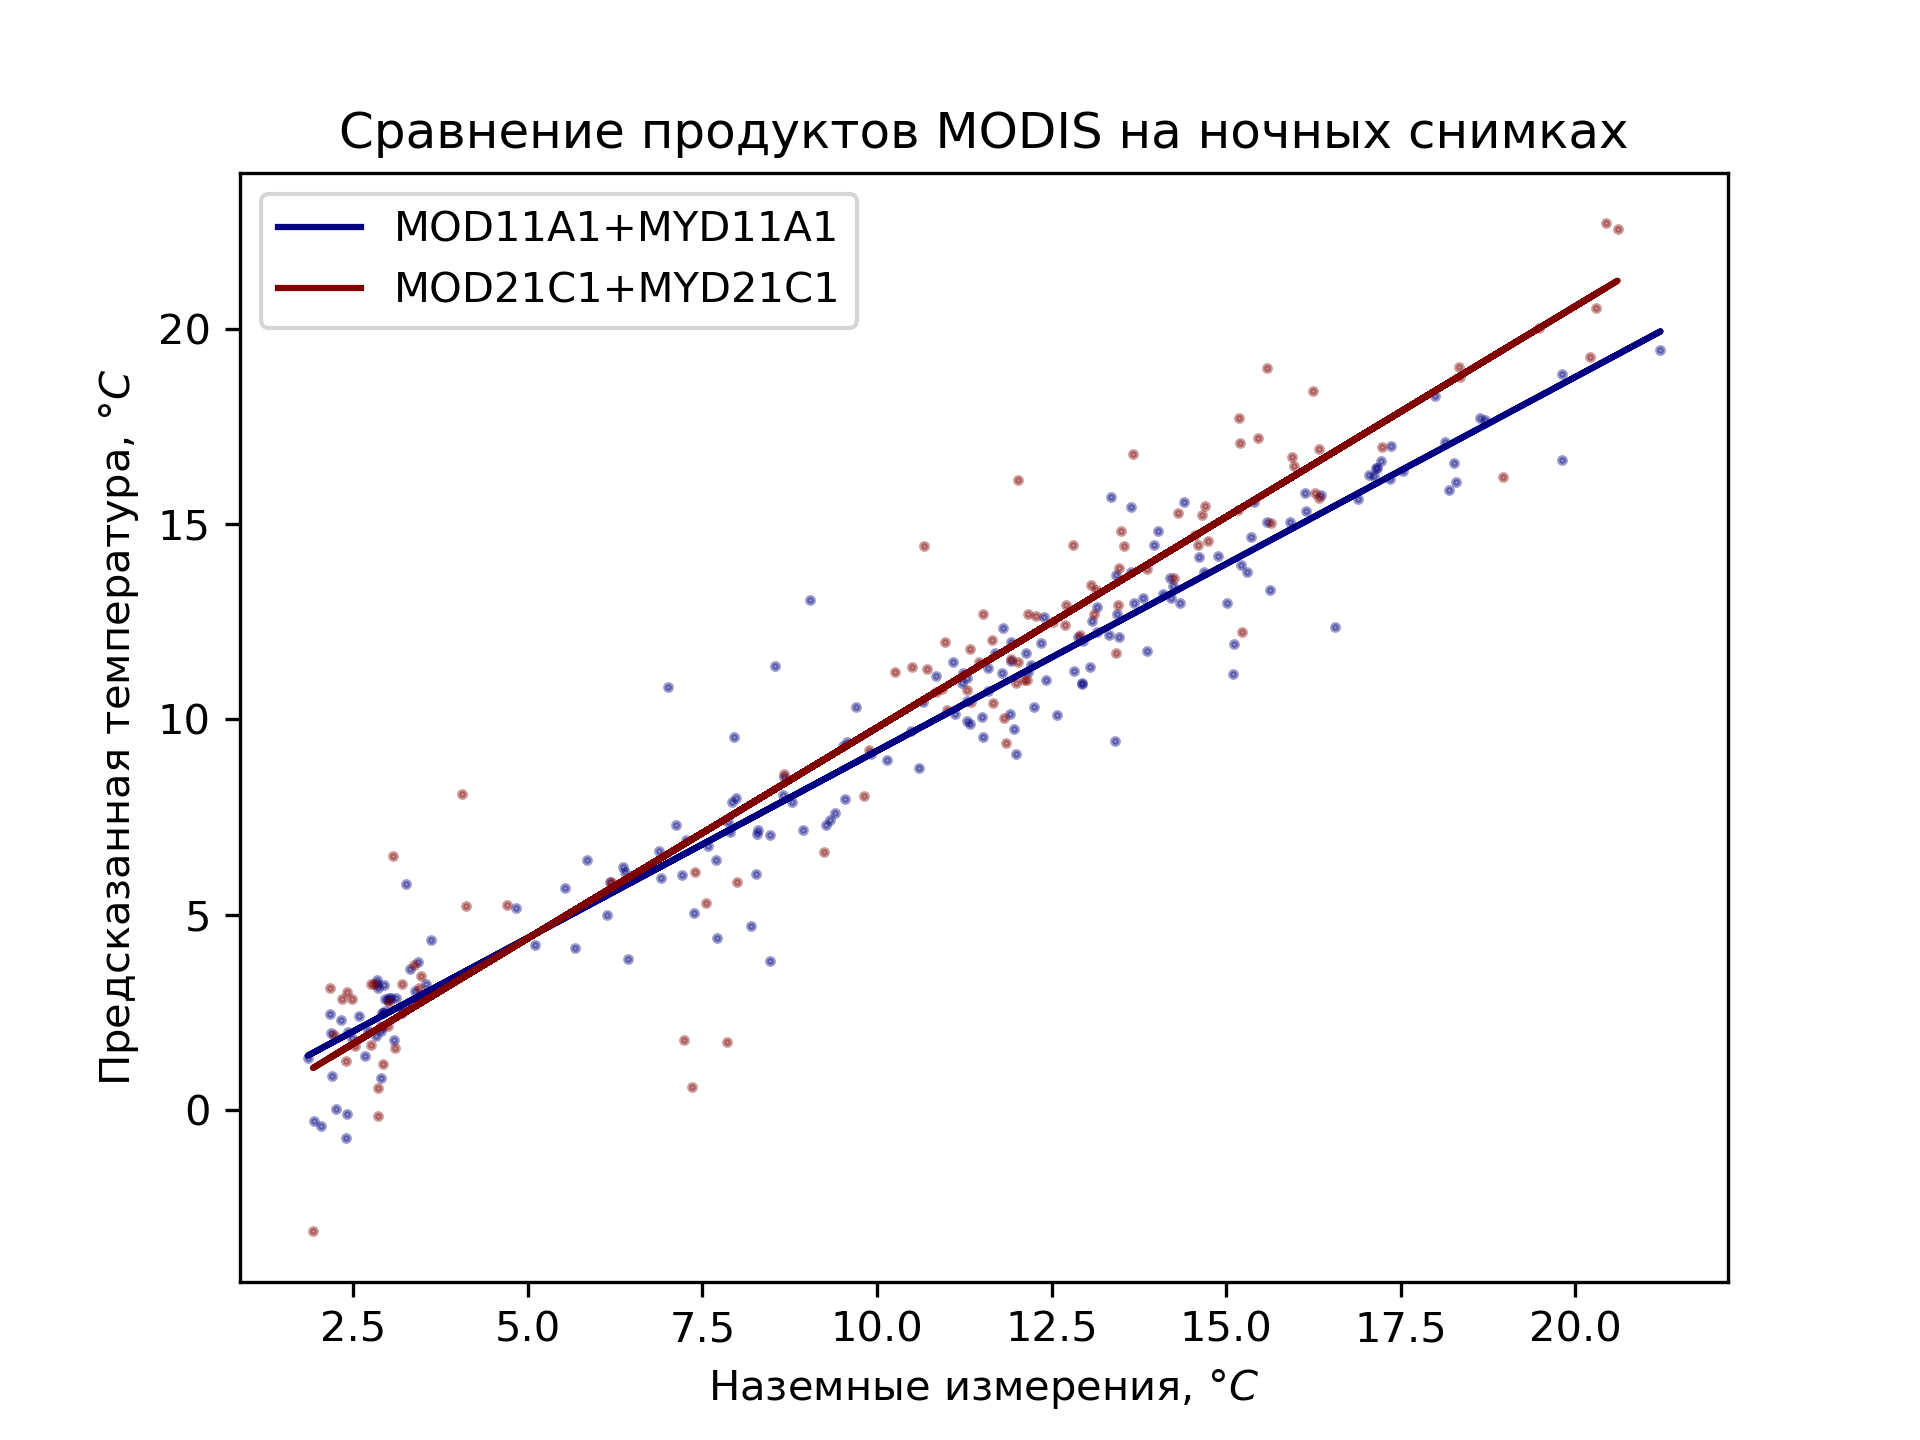 Сравнение продуктов MODIS на ночных снимках
MOD11A1+MYD11A1
MOD21C1+MYD21C1
Предсказанная температура, °C
20
15
10
5
0
2.5 5.0 7.5 10.0 12.5 15.0 17.5 20.0
Наземные измерения, °C